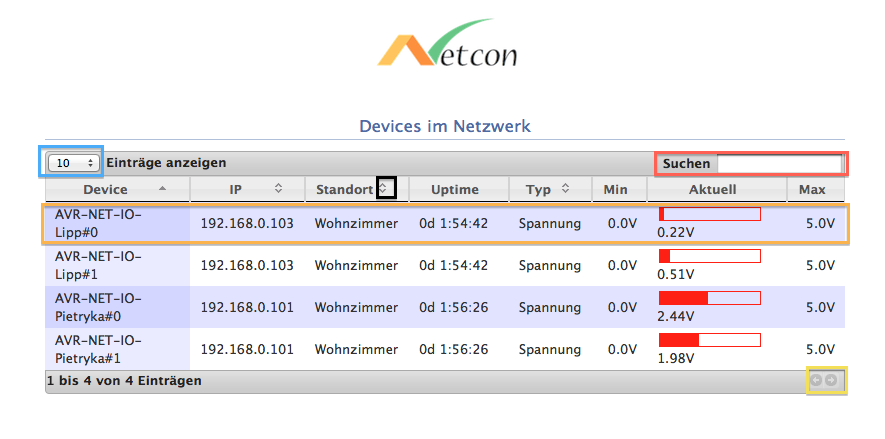 Netcon
Devices im Netzwerk
10 Einträge anzeigen Suchen
Device IP Standort Uptime Typ Min Aktuell Max
AVR-NET-IO-
Lipp#0 192.168.0.103 Wohnzimmer 0d 1:54:42 Spannung 0.0V 0.22V 5.0V
AVR-NET-IO-
Lipp#1 192.168.0.103 Wohnzimmer 0d 1:54:42 Spannung 0.0V 0.51V 5.0V
AVR-NET-IO-
Pietryka#0 192.168.0.101 Wohnzimmer 0d 1:56:26 Spannung 0.0V 2.44V 5.0V
AVR-NET-IO-
Pietryka#1 192.168.0.101 Wohnzimmer 0d 1:56:26 Spannung 0.0V 1.98V 5.0V
1 bis 4 von 4 Einträgen